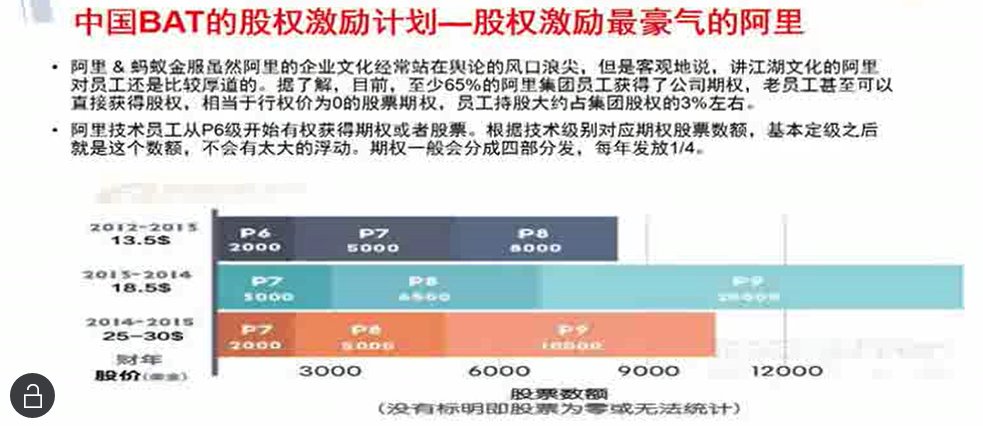 中国BAT的股权激励计划—股权激励最豪气的阿里
• 阿里 & 蚂蚁金服虽然阿里的企业文化经常站在舆论的风口浪尖，但是客观地说，讲江湖文化的阿里
对员工还是比较厚道的。据了解，目前，至少65%的阿里集团员工获得了公司期权，老员工甚至可以
直接获得股权，相当于行权价为0的股票期权，员工持股大约占集团股权的3%左右。
• 阿里技术员工从P6级开始有权获得期权或者股票。根据技术级别对应期权股票数额，基本定级之后
就是这个数额，不会有太大的浮动。期权一般会分成四部分发，每年发放1/4。
2012-2013
13.5$
P6 P7 P8
2000 5000 8000
2013-2014
18.5$
P7 P8 P9
3000 6500
2014-2015
25-30$
P7 P8 P9
2000 5000 10000
财年
股价
3000 6000 9000 12000
股票数额
(没有标明即股票为零或无法统计)